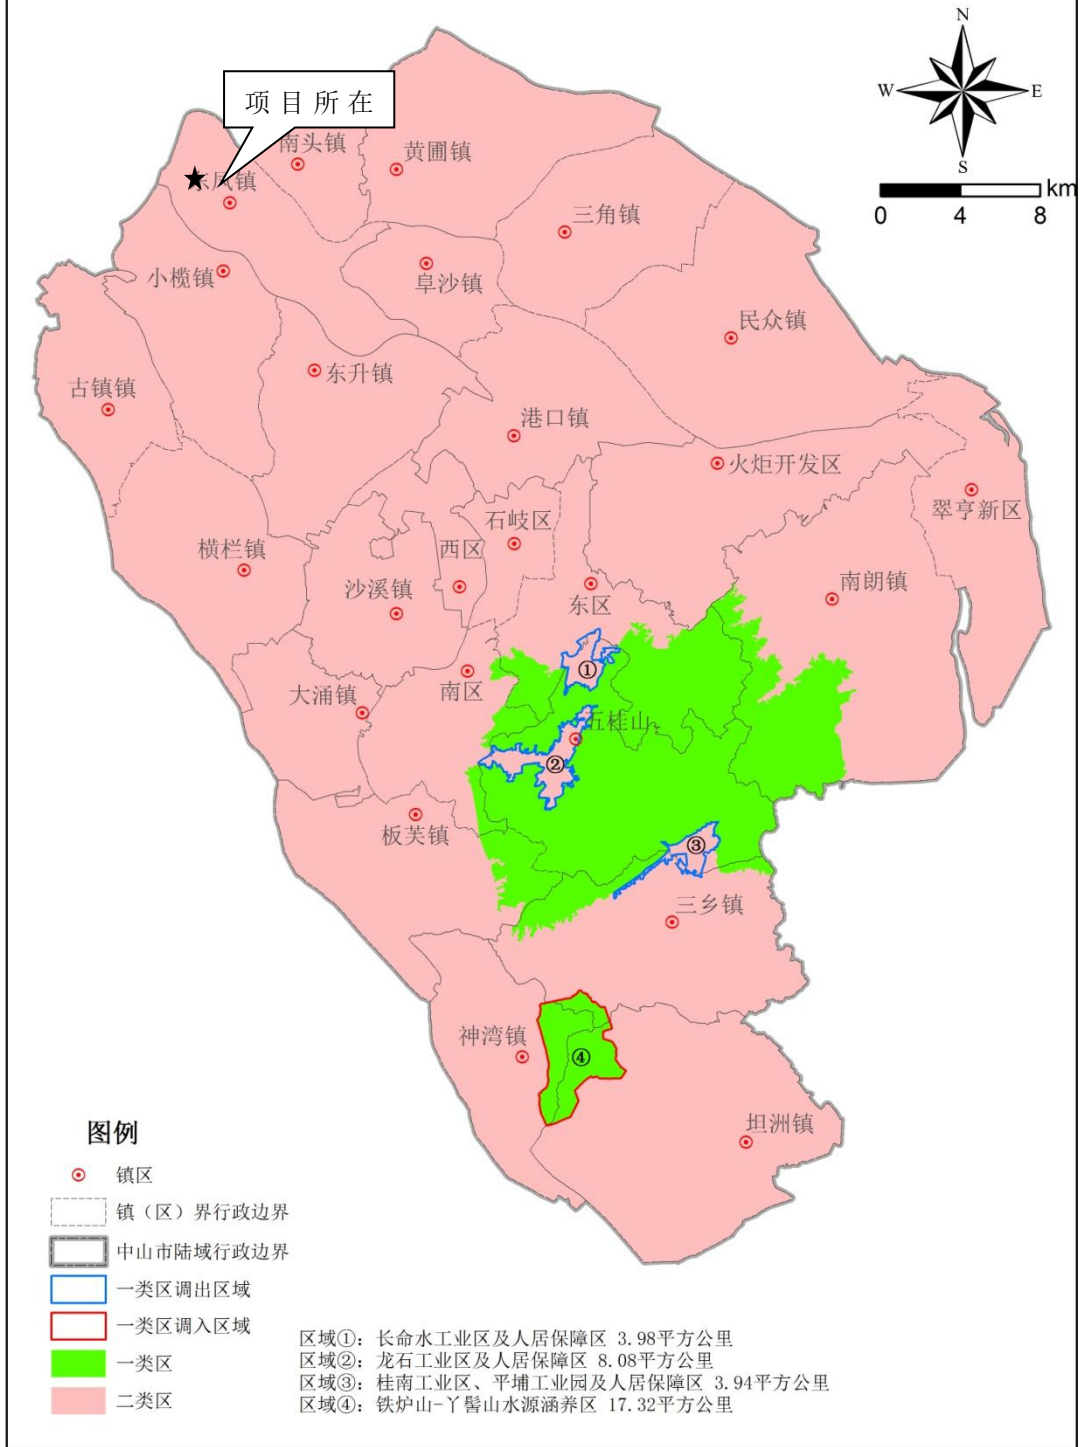 N
W
E
S
km
0 4 8
项目所在
南头镇
黄圃镇
东凤镇
三角镇
小榄镇
阜沙镇
民众镇
东升镇
古镇镇
港口镇
火炬开发区
翠亨新区
石岐区
横栏镇
西区
沙溪镇
东区
南朗镇
①
南区
大涌镇
五桂山
②
板芙镇
③
三乡镇
神湾镇
④
坦洲镇
图例
镇区
镇（区）界行政边界
中山市陆域行政边界
一类区调出区域
一类区调入区域
一类区
二类区
区域①：长命水工业区及人居保障区 3.98平方公里
区域②：龙石工业区及人居保障区 8.08平方公里
区域③：桂南工业区、平埔工业园及人居保障区 3.94平方公里
区域④：铁炉山-丫髻山水源涵养区 17.32平方公里